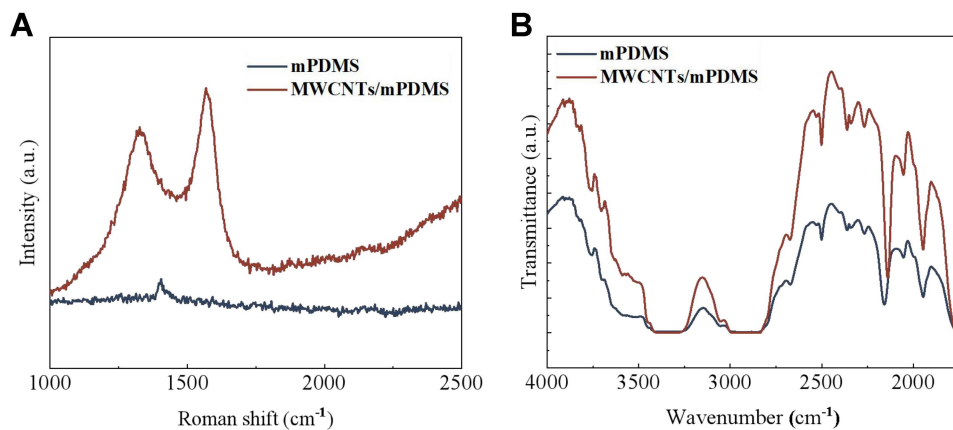 A
mPDMS
MWCNTs/mPDMS
Intensity (a.u.)
1000
1500
2000
2500
Roman shift (cm⁻¹)
B
mPDMS
MWCNTs/mPDMS
Transmittance (a.u.)
4000
3500
3000
2500
2000
Wavenumber (cm⁻¹)